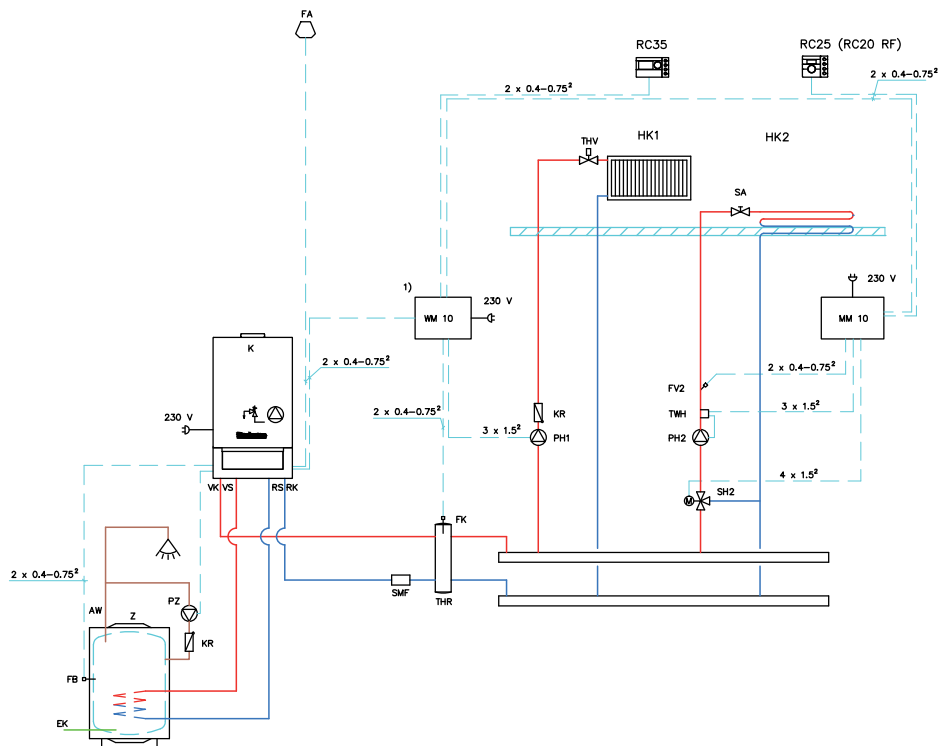 FA
RC35
RC25 (RC20 RF)
2 x 0.4-0.75²
2 x 0.4-0.75²
THV
HK1
HK2
SA
1)
WM 10
230 V
230 V
MM 10
K
2 x 0.4-0.75²
2 x 0.4-0.75²
FV2
2 x 0.4-0.75²
230 V
KR
TWH
3 x 1.5²
3 x 1.5²
PH1
PH2
4 x 1.5²
VK VS
RS RK
M
SH2
FK
2 x 0.4-0.75²
SMF
THR
PZ
AW
Z
KR
FB
EK